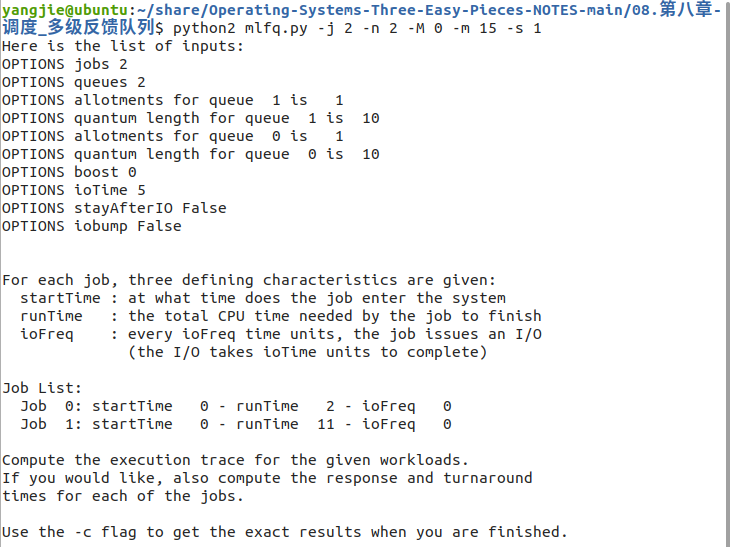 yangjie@ubuntu:~/share/Operating-Systems-Three-Easy-Pieces-NOTES-main/08.第八章-
调度_多级反馈队列$ python2 mlfq.py -j 2 -n 2 -M 0 -m 15 -s 1
Here is the list of inputs:
OPTIONS jobs 2
OPTIONS queues 2
OPTIONS allotments for queue  1 is   1
OPTIONS quantum length for queue  1 is  10
OPTIONS allotments for queue  0 is   1
OPTIONS quantum length for queue  0 is  10
OPTIONS boost 0
OPTIONS ioTime 5
OPTIONS stayAfterIO False
OPTIONS iobump False
For each job, three defining characteristics are given:
  startTime : at what time does the job enter the system
  runTime   : the total CPU time needed by the job to finish
  ioFreq    : every ioFreq time units, the job issues an I/O
              (the I/O takes ioTime units to complete)
Job List:
  Job  0: startTime   0 - runTime   2 - ioFreq   0
  Job  1: startTime   0 - runTime  11 - ioFreq   0
Compute the execution trace for the given workloads.
If you would like, also compute the response and turnaround
times for each of the jobs.
Use the -c flag to get the exact results when you are finished.